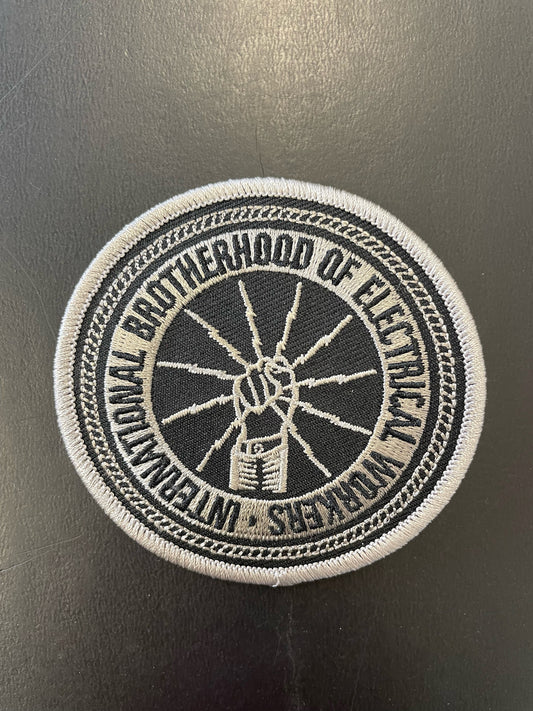 INTERNATIONAL BROTHERHOOD OF ELECTRICAL WORKERS •